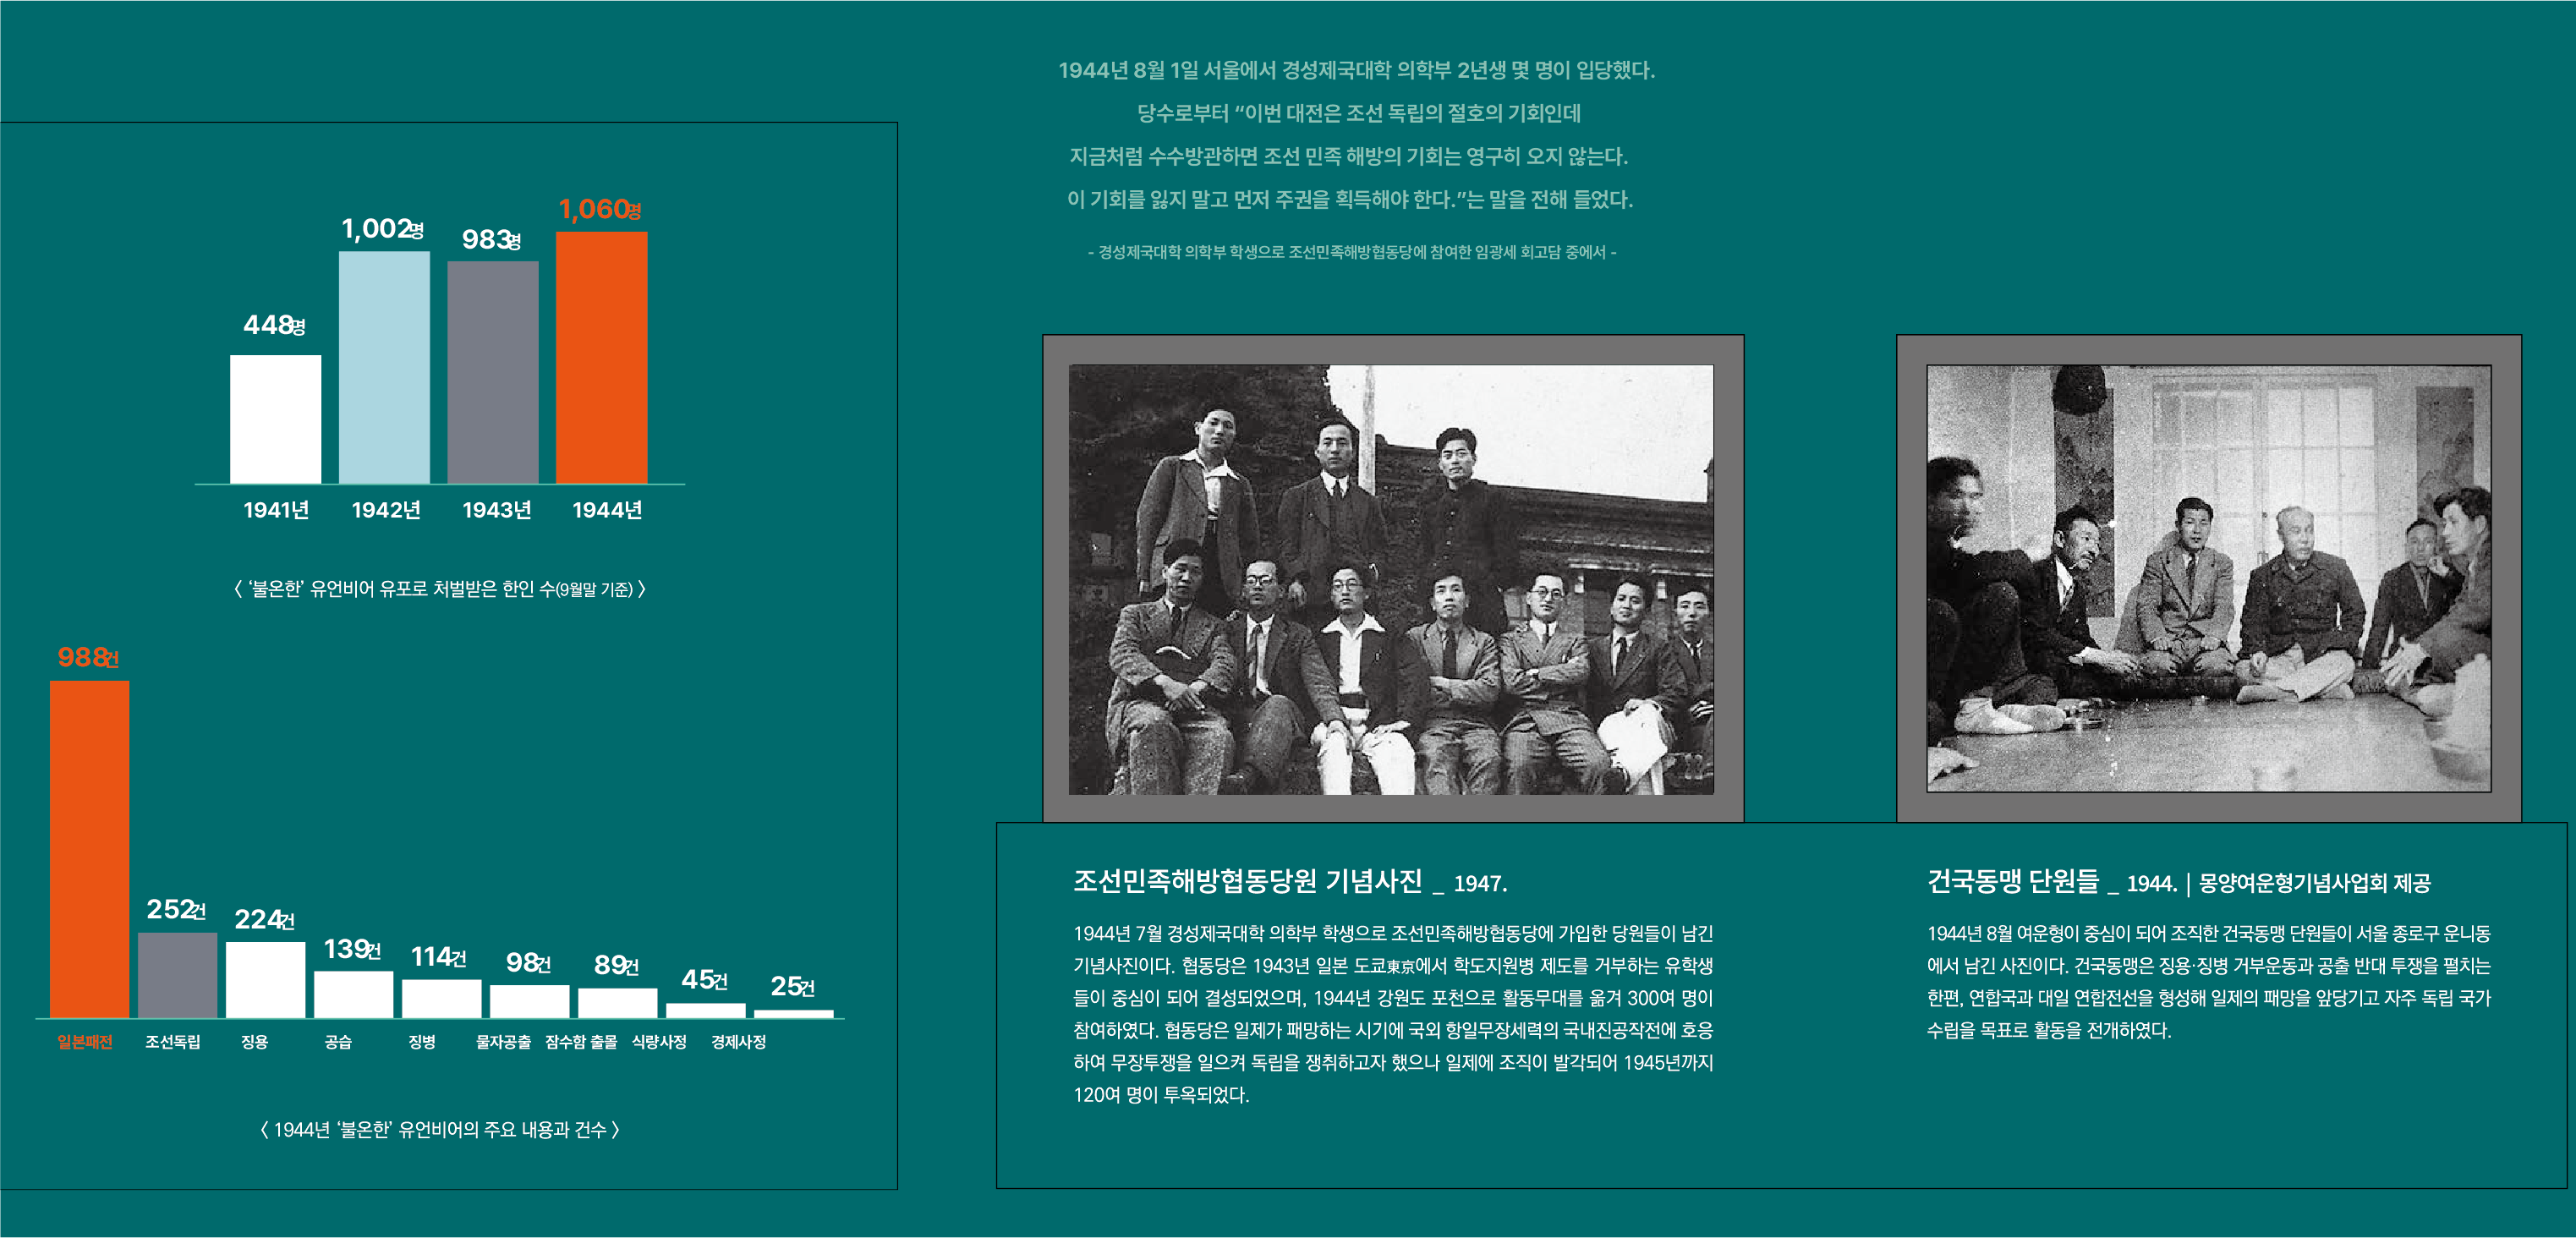 1944년 8월 1일 서울에서 경성제국대학 의학부 2년생 몇 명이 입당했다.
당수로부터 “이번 대전은 조선 독립의 절호의 기회인데
지금처럼 수수방관하면 조선 민족 해방의 기회는 영구히 오지 않는다.
이 기회를 잃지 말고 먼저 주권을 획득해야 한다.”는 말을 전해 들었다.
- 경성제국대학 의학부 학생으로 조선민족해방협동당에 참여한 임광세 회고담 중에서 -
448명
1,002명
983명
1,060명
1941년
1942년
1943년
1944년
〈 ‘불온한’ 유언비어 유포로 처벌받은 한인 수(9월말 기준) 〉
988건
252건
224건
139건
114건
98건
89건
45건
25건
일본패전
조선독립
징용
공습
징병
물자공출
잠수함 출몰
식량사정
경제사정
〈 1944년 ‘불온한’ 유언비어의 주요 내용과 건수 〉
조선민족해방협동당원 기념사진 _ 1947.
1944년 7월 경성제국대학 의학부 학생으로 조선민족해방협동당에 가입한 당원들이 남긴
기념사진이다. 협동당은 1943년 일본 도쿄東京에서 학도지원병 제도를 거부하는 유학생
들이 중심이 되어 결성되었으며, 1944년 강원도 포천으로 활동무대를 옮겨 300여 명이
참여하였다. 협동당은 일제가 패망하는 시기에 국외 항일무장세력의 국내진공작전에 호응
하여 무장투쟁을 일으켜 독립을 쟁취하고자 했으나 일제에 조직이 발각되어 1945년까지
120여 명이 투옥되었다.
건국동맹 단원들 _ 1944. | 몽양여운형기념사업회 제공
1944년 8월 여운형이 중심이 되어 조직한 건국동맹 단원들이 서울 종로구 운니동
에서 남긴 사진이다. 건국동맹은 징용·징병 거부운동과 공출 반대 투쟁을 펼치는
한편, 연합국과 대일 연합전선을 형성해 일제의 패망을 앞당기고 자주 독립 국가
수립을 목표로 활동을 전개하였다.